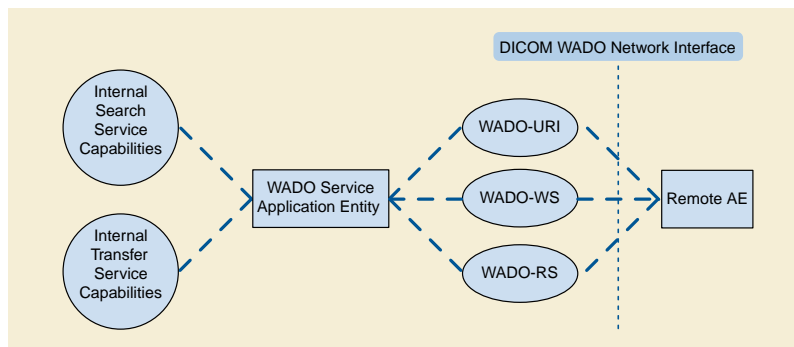 DICOM WADO Network Interface
Internal
Search
Service
Capabilities
WADO-URI
WADO Service
Application Entity
WADO-WS
Remote AE
Internal
Transfer
Service
Capabilities
WADO-RS